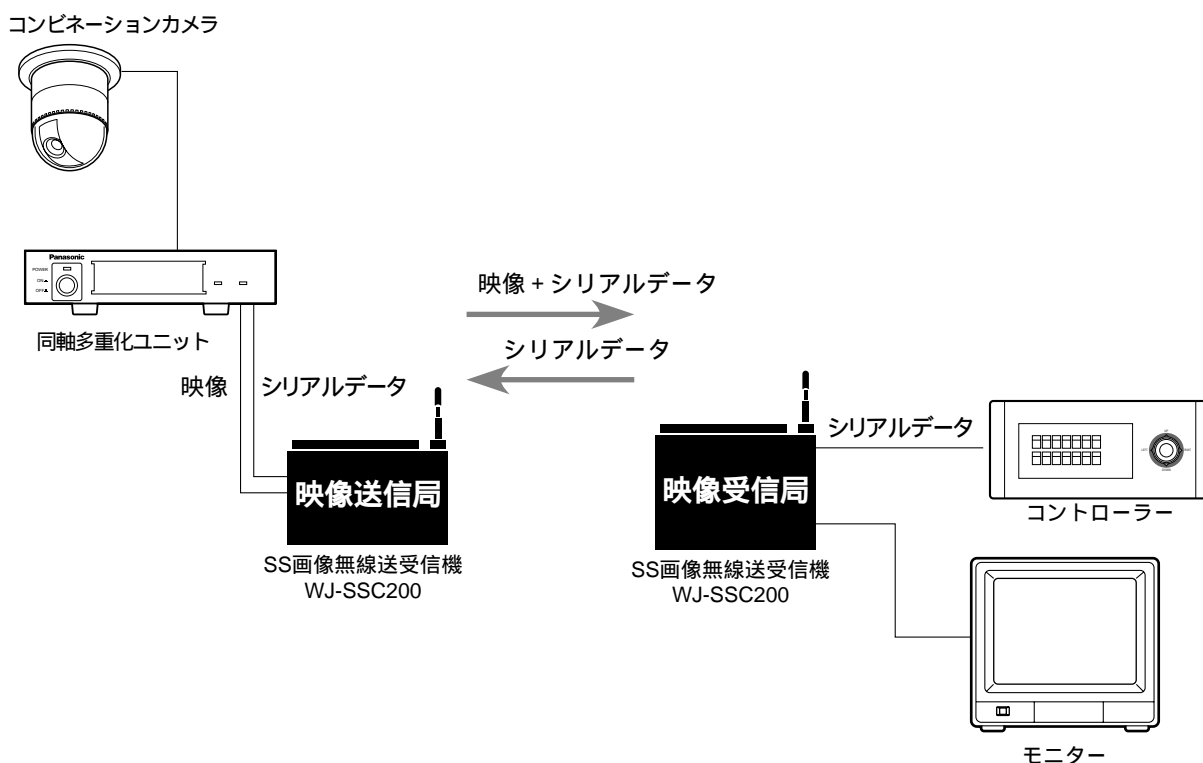 コンビネーションカメラ
Panasonic
POWER
ON
OFF
同軸多重化ユニット
映像
シリアルデータ
映像 + シリアルデータ
シリアルデータ
映像送信局
SS画像無線送受信機
WJ-SSC200
映像受信局
SS画像無線送受信機
WJ-SSC200
シリアルデータ
UP
LEFT
RIGHT
DOWN
コントローラー
モニター